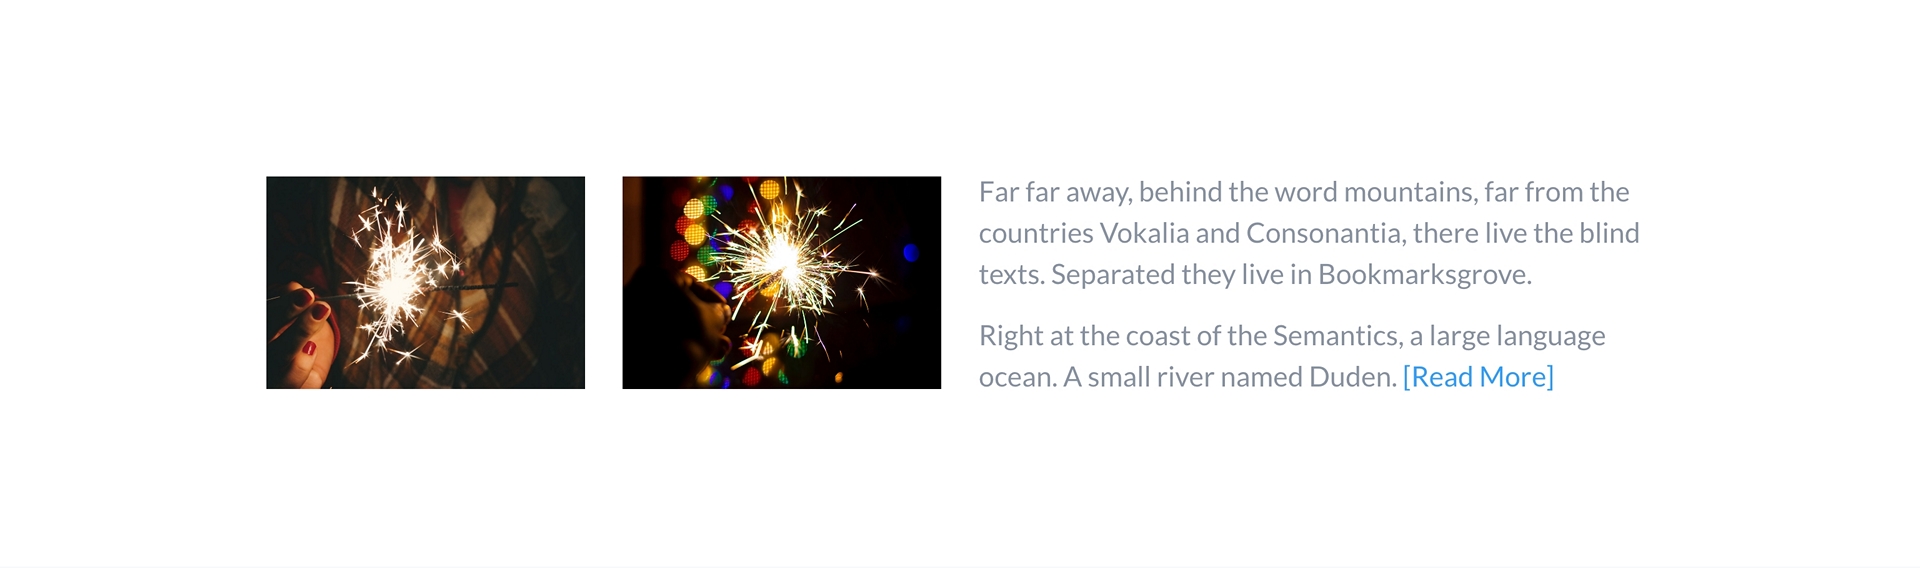 Far far away, behind the word mountains, far from the
countries Vokalia and Consonantia, there live the blind
texts. Separated they live in Bookmarksgrove.
Right at the coast of the Semantics, a large language
ocean. A small river named Duden. [Read More]